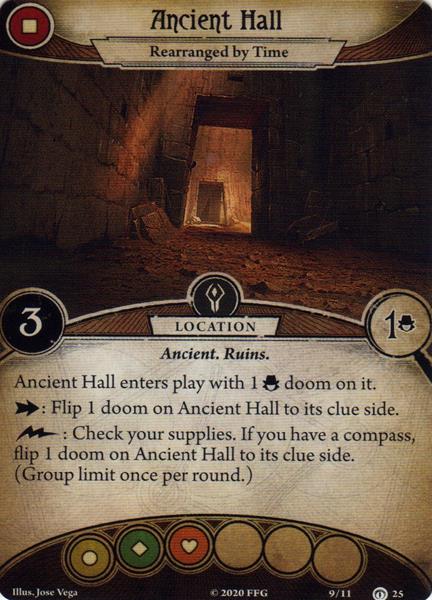 Ancient Hall
Rearranged by Time
3
1
LOCATION
Ancient. Ruins.
Ancient Hall enters play with 1 doom on it.
: Flip 1 doom on Ancient Hall to its clue side.
: Check your supplies. If you have a compass,
flip 1 doom on Ancient Hall to its clue side.
(Group limit once per round.)
Illus. Jose Vega
© 2020 FFG
9/11
25